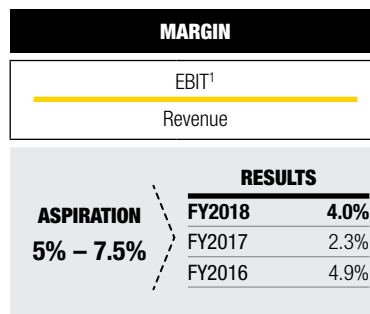 MARGIN
EBIT¹
Revenue
ASPIRATION
5% – 7.5%
RESULTS
FY2018 4.0%
FY2017 2.3%
FY2016 4.9%